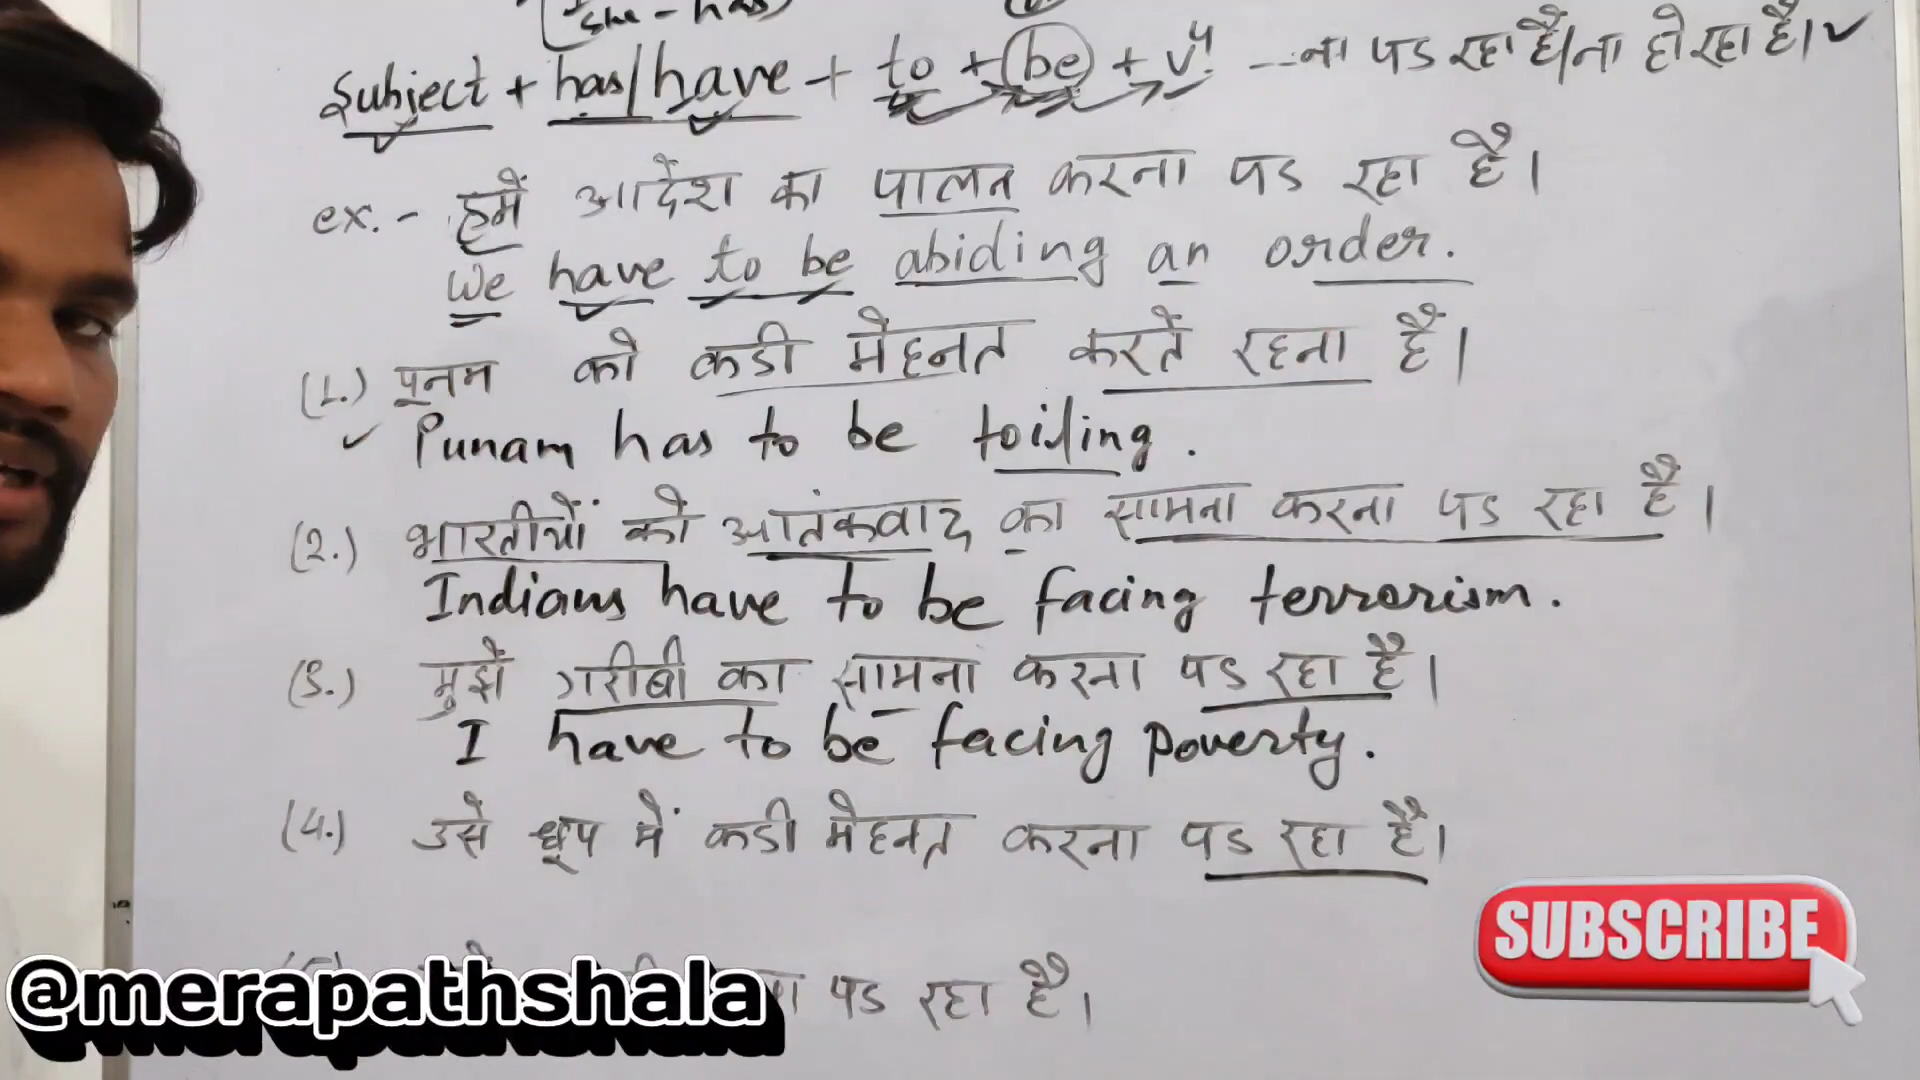 she - has
Subject + has/have + to + be + v⁴ ---ना पड रहा है/ना हो रहा है।
ex.- हमें आदेश का पालन करना पड रहा है।
We have to be abiding an order.
(1.) पूनम को कडी मेहनत करते रहना है।
Punam has to be toiling.
(2.) भारतीयों को आतंकवाद का सामना करना पड रहा है।
Indians have to be facing terrorism.
(3.) मुझे गरीबी का सामना करना पड रहा है।
I have to be facing poverty.
(4.) उसे धूप में कडी मेहनत करना पड रहा है।
पड रहा है।
@merapathshala
SUBSCRIBE